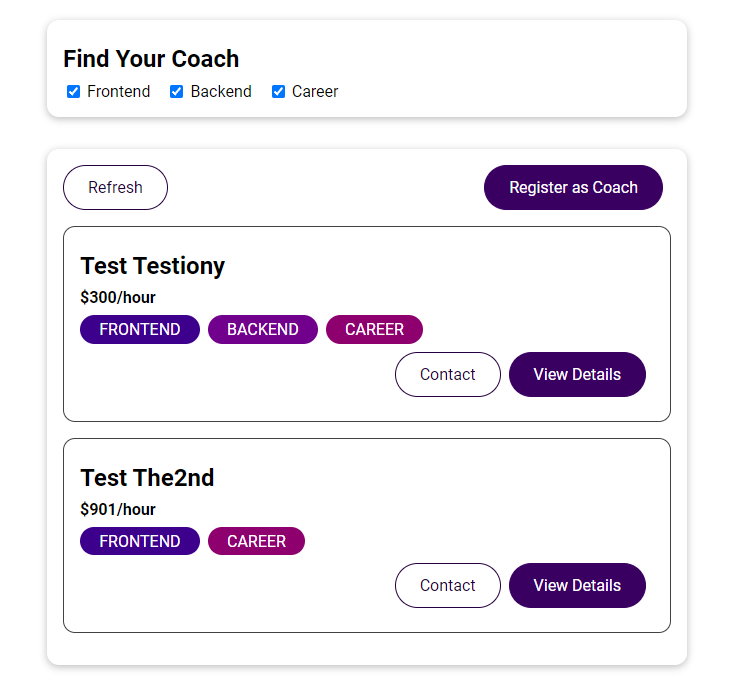 Find Your Coach
Frontend Backend Career
Refresh Register as Coach
Test Testiony
$300/hour
FRONTEND BACKEND CAREER
Contact View Details
Test The2nd
$901/hour
FRONTEND CAREER
Contact View Details